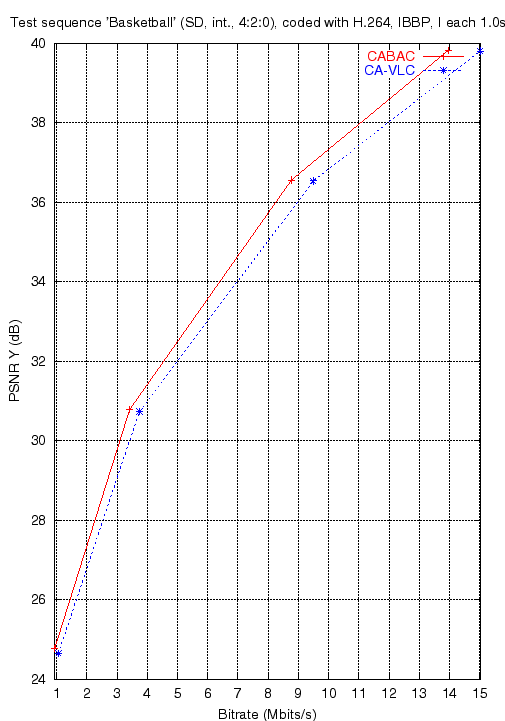 Test sequence 'Basketball' (SD, int., 4:2:0), coded with H.264, IBBP, I each 1.0s
40
CABAC
CA-VLC
38
36
34
32
30
28
26
24
PSNR Y (dB)
1 2 3 4 5 6 7 8 9 10 11 12 13 14 15
Bitrate (Mbits/s)